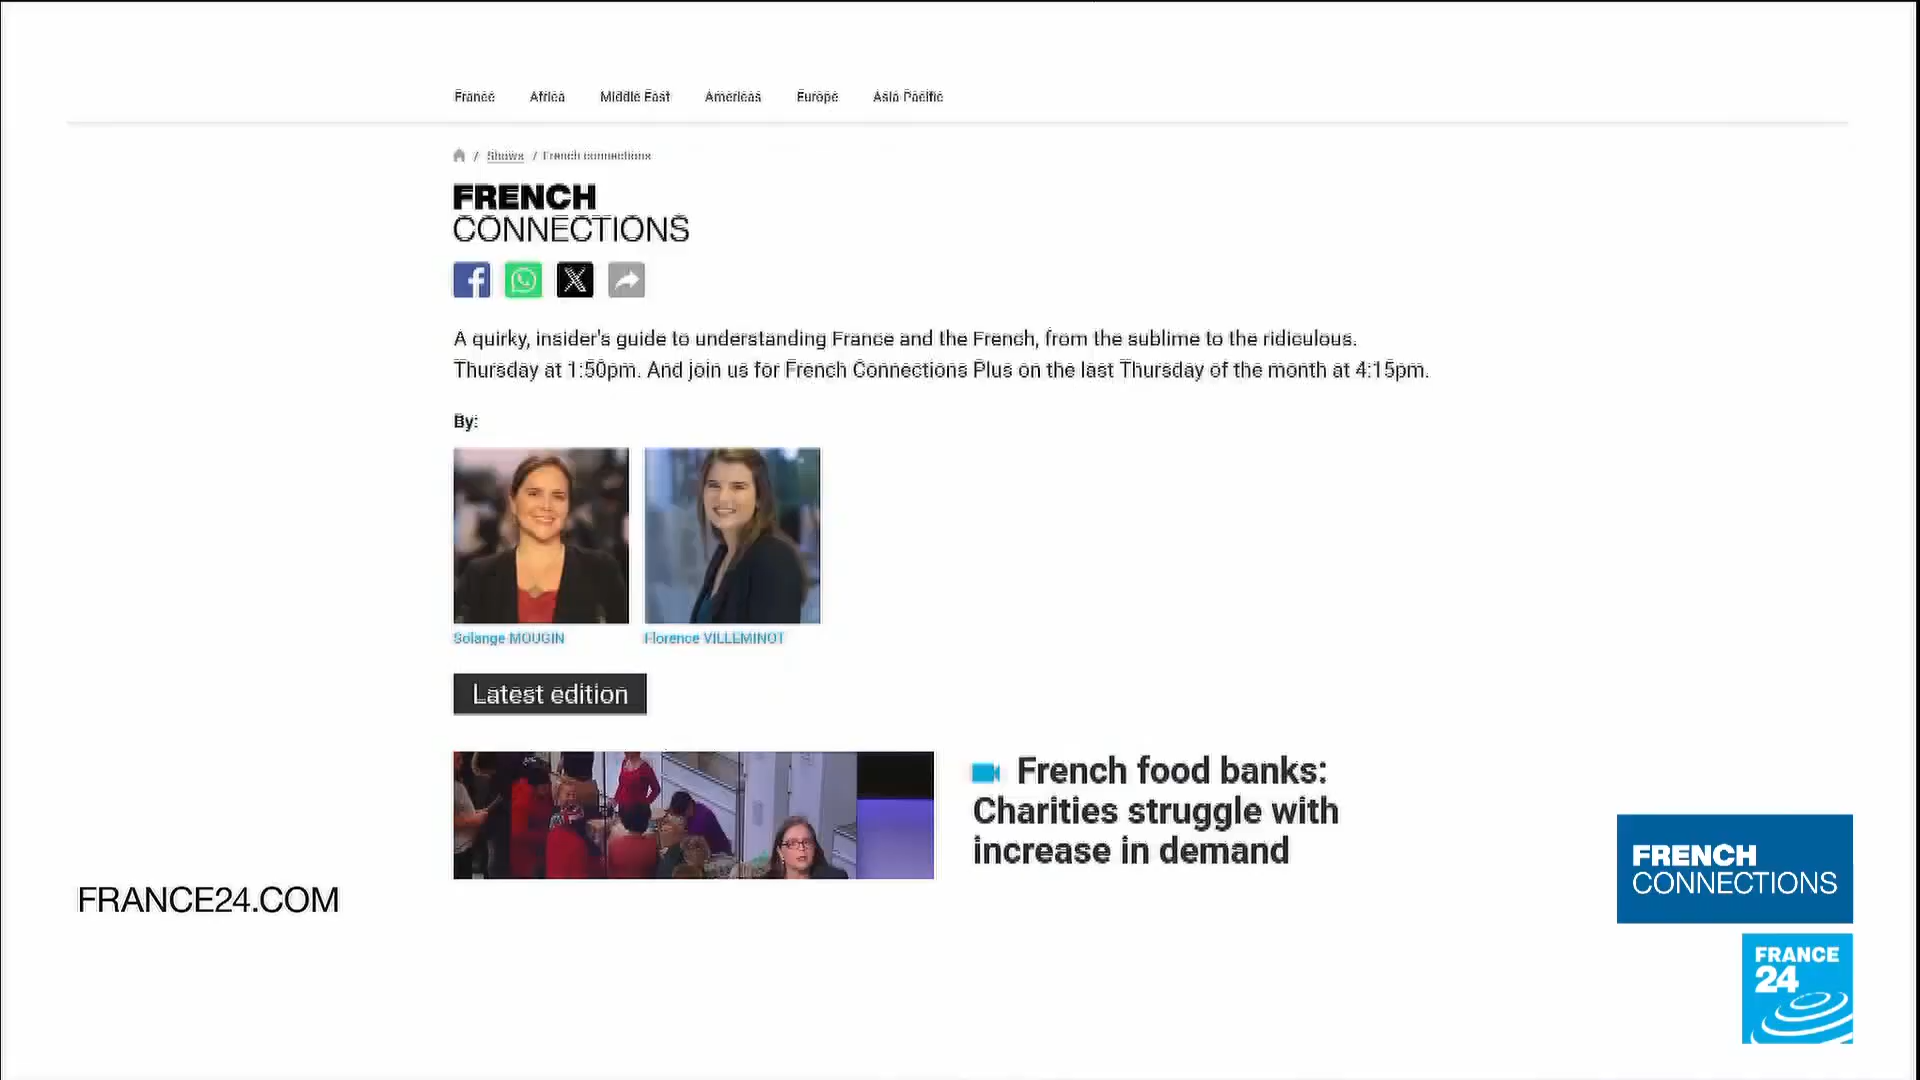 France Africa Middle East Americas Europe Asia Pacific
/ Shows / French connections
FRENCH
CONNECTIONS
A quirky, insider's guide to understanding France and the French, from the sublime to the ridiculous.
Thursday at 1:50pm. And join us for French Connections Plus on the last Thursday of the month at 4:15pm.
By:
Solange MOUGIN Florence VILLEMINOT
Latest edition
French food banks:
Charities struggle with
increase in demand
FRANCE24.COM
FRENCH
CONNECTIONS
FRANCE
24